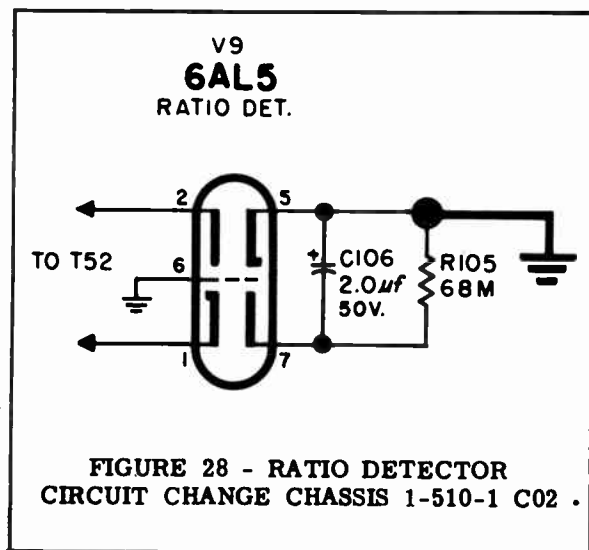 V9
6AL5
RATIO DET.
2
5
TO T52
6
+
C106
2.0µf
50V.
R105
68M
1
7
FIGURE 28 - RATIO DETECTOR
CIRCUIT CHANGE CHASSIS 1-510-1 C02 .